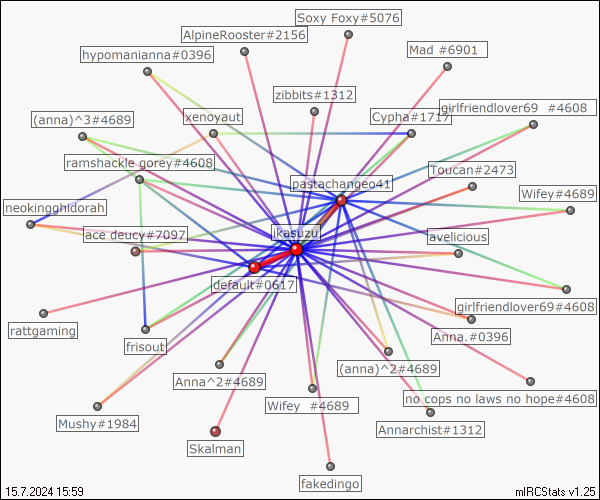 Soxy Foxy#5076
AlpineRooster#2156
Mad #6901
hypomanianna#0396
zibbits#1312
girlfriendlover69 #4608
(anna)^3#4689
xenoyaut
Cypha#1717
ramshackle gorey#4608
Toucan#2473
pastachangeo41
Wifey#4689
neokingghidorah
ace deucy#7097
ikasuzu
avelicious
default#0617
girlfriendlover69#4608
rattgaming
Anna.#0396
frisout
(anna)^2#4689
Anna^2#4689
no cops no laws no hope#4608
Wifey #4689
Mushy#1984
Annarchist#1312
Skalman
fakedingo
15.7.2024 15:59
mIRCStats v1.25